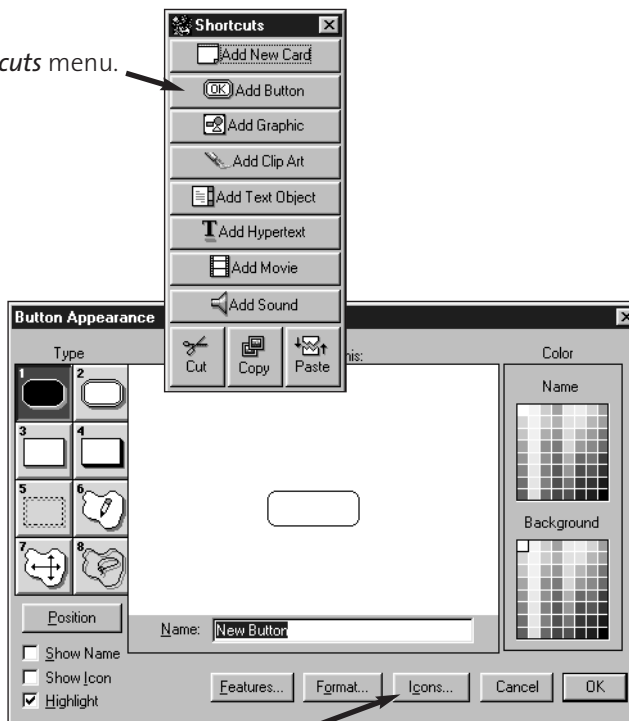 Shortcuts
cuts menu.
Add New Card
OK Add Button
Add Graphic
Add Clip Art
Add Text Object
T Add Hypertext
Add Movie
Add Sound
Cut Copy Paste
Button Appearance
Type
his:
Color
1 2
Name
3 4
5 6
Background
7 8
Position
Name: New Button
Show Name
Show Icon
Highlight
Features... Format... Icons... Cancel OK